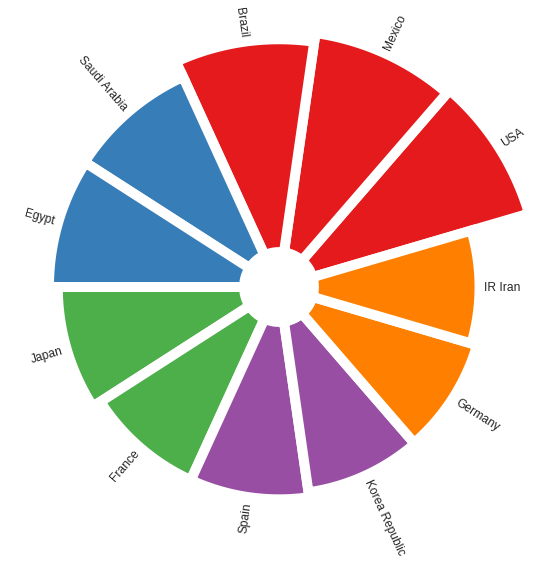 Brazil
Mexico
USA
IR Iran
Germany
Korea Republic
Spain
France
Japan
Egypt
Saudi Arabia